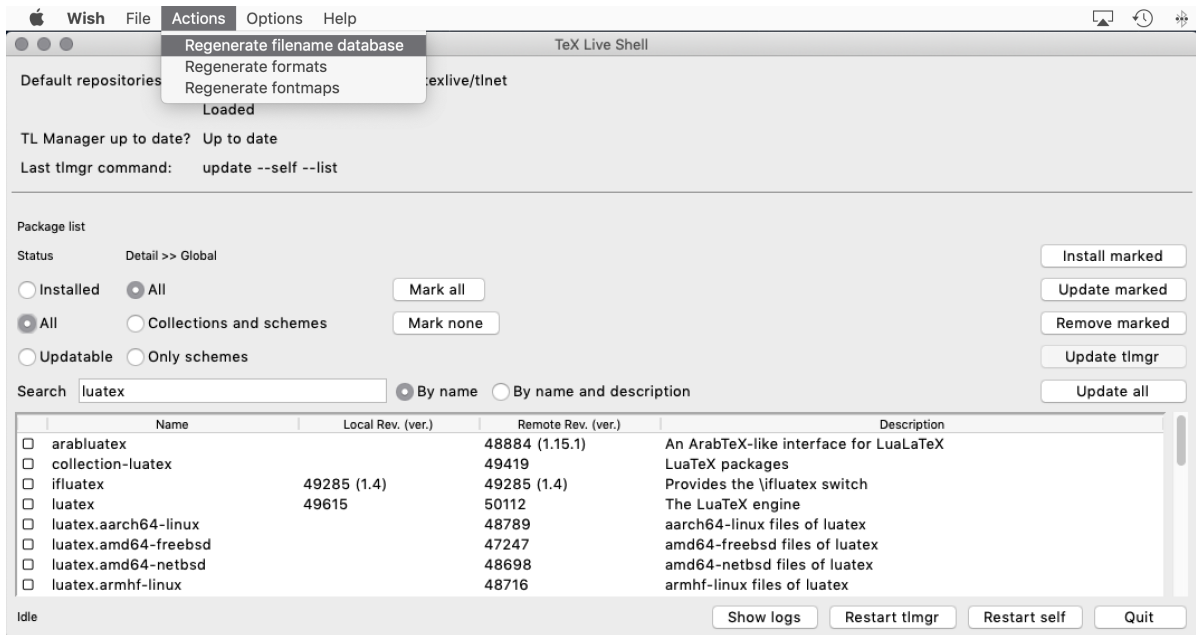 Wish File Actions Options Help
Regenerate filename database
Regenerate formats
Regenerate fontmaps
TeX Live Shell
Default repositories texlive/tlnet
Loaded
TL Manager up to date? Up to date
Last tlmgr command: update --self --list
Package list
Status Detail >> Global
Install marked
Installed All Mark all Update marked
All Collections and schemes Mark none Remove marked
Updatable Only schemes Update tlmgr
Search luatex By name By name and description Update all
Name Local Rev. (ver.) Remote Rev. (ver.) Description
arabluatex 48884 (1.15.1) An ArabTeX-like interface for LuaLaTeX
collection-luatex 49419 LuaTeX packages
ifluatex 49285 (1.4) 49285 (1.4) Provides the \ifluatex switch
luatex 49615 50112 The LuaTeX engine
luatex.aarch64-linux 48789 aarch64-linux files of luatex
luatex.amd64-freebsd 47247 amd64-freebsd files of luatex
luatex.amd64-netbsd 48698 amd64-netbsd files of luatex
luatex.armhf-linux 48716 armhf-linux files of luatex
Idle Show logs Restart tlmgr Restart self Quit